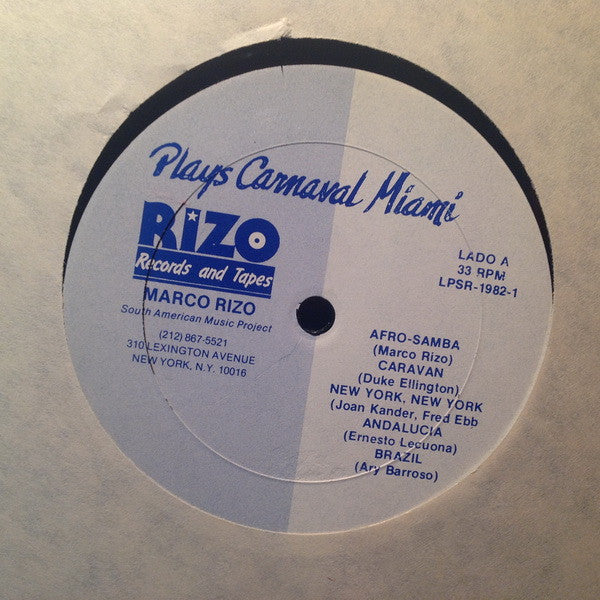 Plays Carnaval Miami
RIZO
Records and Tapes
MARCO RIZO
South American Music Project
(212) 867-5521
310 LEXINGTON AVENUE
NEW YORK, N.Y. 10016
LADO A
33 RPM
LPSR-1982-1
AFRO-SAMBA
(Marco Rizo)
CARAVAN
(Duke Ellington)
NEW YORK, NEW YORK
(Joan Kander, Fred Ebb
ANDALUCIA
(Ernesto Lecuona)
BRAZIL
(Ary Barroso)